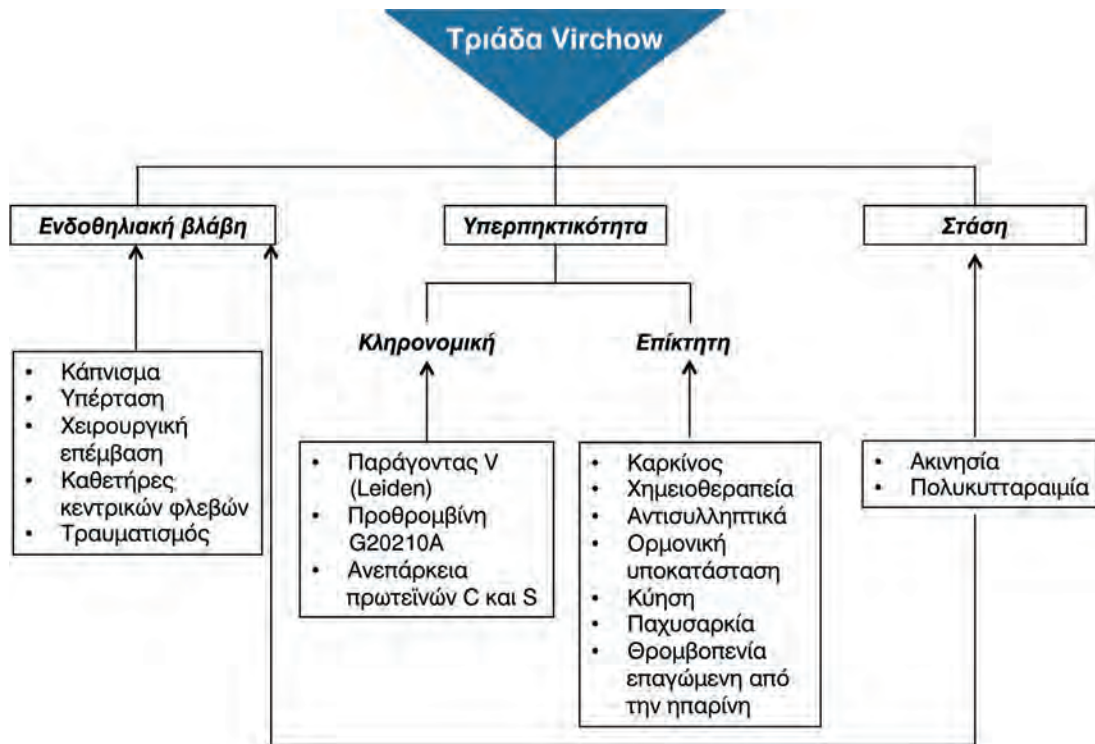 Τριάδα Virchow
Ενδοθηλιακή βλάβη
Υπερπηκτικότητα
Στάση
Κληρονομική
Επίκτητη
• Κάπνισμα
• Υπέρταση
• Χειρουργική
επέμβαση
• Καθετήρες
κεντρικών φλεβών
• Τραυματισμός
• Παράγοντας V
(Leiden)
• Προθρομβίνη
G20210A
• Ανεπάρκεια
πρωτεϊνών C και S
• Καρκίνος
• Χημειοθεραπεία
• Αντισυλληπτικά
• Ορμονική
υποκατάσταση
• Κύηση
• Παχυσαρκία
• Θρομβοπενία
επαγώμενη από
την ηπαρίνη
• Ακινησία
• Πολυκυτταραιμία